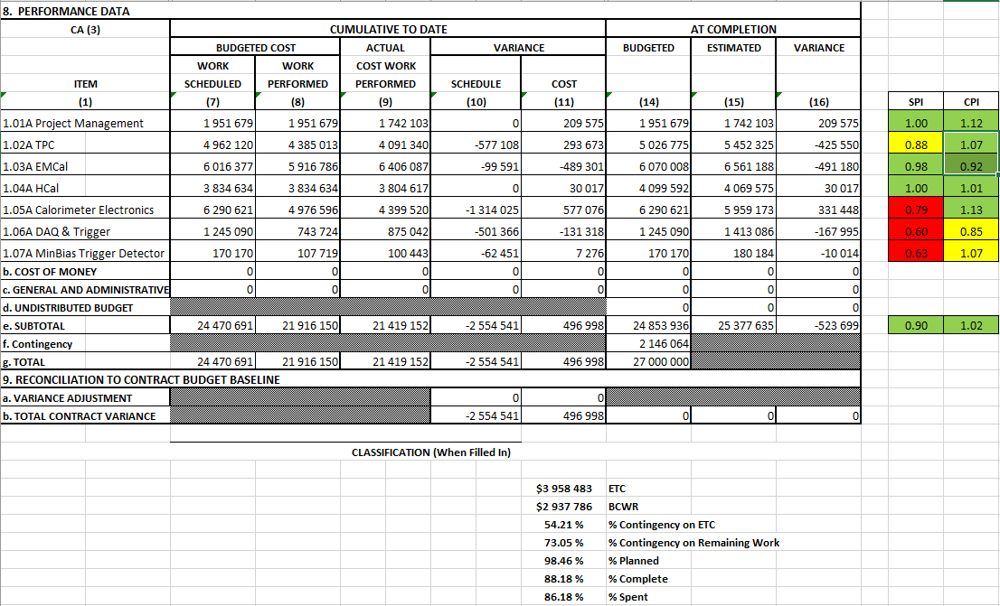 8. PERFORMANCE DATA
CA (3) CUMULATIVE TO DATE AT COMPLETION
BUDGETED COST ACTUAL VARIANCE BUDGETED ESTIMATED VARIANCE
WORK WORK COST WORK
ITEM SCHEDULED PERFORMED PERFORMED SCHEDULE COST
(1) (7) (8) (9) (10) (11) (14) (15) (16) SPI CPI
1.01A Project Management 1 951 679 1 951 679 1 742 103 0 209 575 1 951 679 1 742 103 209 575 1.00 1.12
1.02A TPC 4 962 120 4 385 013 4 091 340 -577 108 293 673 5 026 775 5 452 325 -425 550 0.88 1.07
1.03A EMCal 6 016 377 5 916 786 6 406 087 -99 591 -489 301 6 070 008 6 561 188 -491 180 0.98 0.92
1.04A HCal 3 834 634 3 834 634 3 804 617 0 30 017 4 099 592 4 069 575 30 017 1.00 1.01
1.05A Calorimeter Electronics 6 290 621 4 976 596 4 399 520 -1 314 025 577 076 6 290 621 5 959 173 331 448 0.79 1.13
1.06A DAQ & Trigger 1 245 090 743 724 875 042 -501 366 -131 318 1 245 090 1 413 086 -167 995 0.60 0.85
1.07A MinBias Trigger Detector 170 170 107 719 100 443 -62 451 7 276 170 170 180 184 -10 014 0.63 1.07
b. COST OF MONEY 0 0 0 0 0 0 0 0
c. GENERAL AND ADMINISTRATIVE 0 0 0 0 0 0 0 0
d. UNDISTRIBUTED BUDGET 0 0 0
e. SUBTOTAL 24 470 691 21 916 150 21 419 152 -2 554 541 496 998 24 853 936 25 377 635 -523 699 0.90 1.02
f. Contingency 2 146 064
g. TOTAL 24 470 691 21 916 150 21 419 152 -2 554 541 496 998 27 000 000
9. RECONCILIATION TO CONTRACT BUDGET BASELINE
a. VARIANCE ADJUSTMENT 0 0
b. TOTAL CONTRACT VARIANCE -2 554 541 496 998 0 0 0
CLASSIFICATION (When Filled In)
$3 958 483 ETC
$2 937 786 BCWR
54.21 % % Contingency on ETC
73.05 % % Contingency on Remaining Work
98.46 % % Planned
88.18 % % Complete
86.18 % % Spent